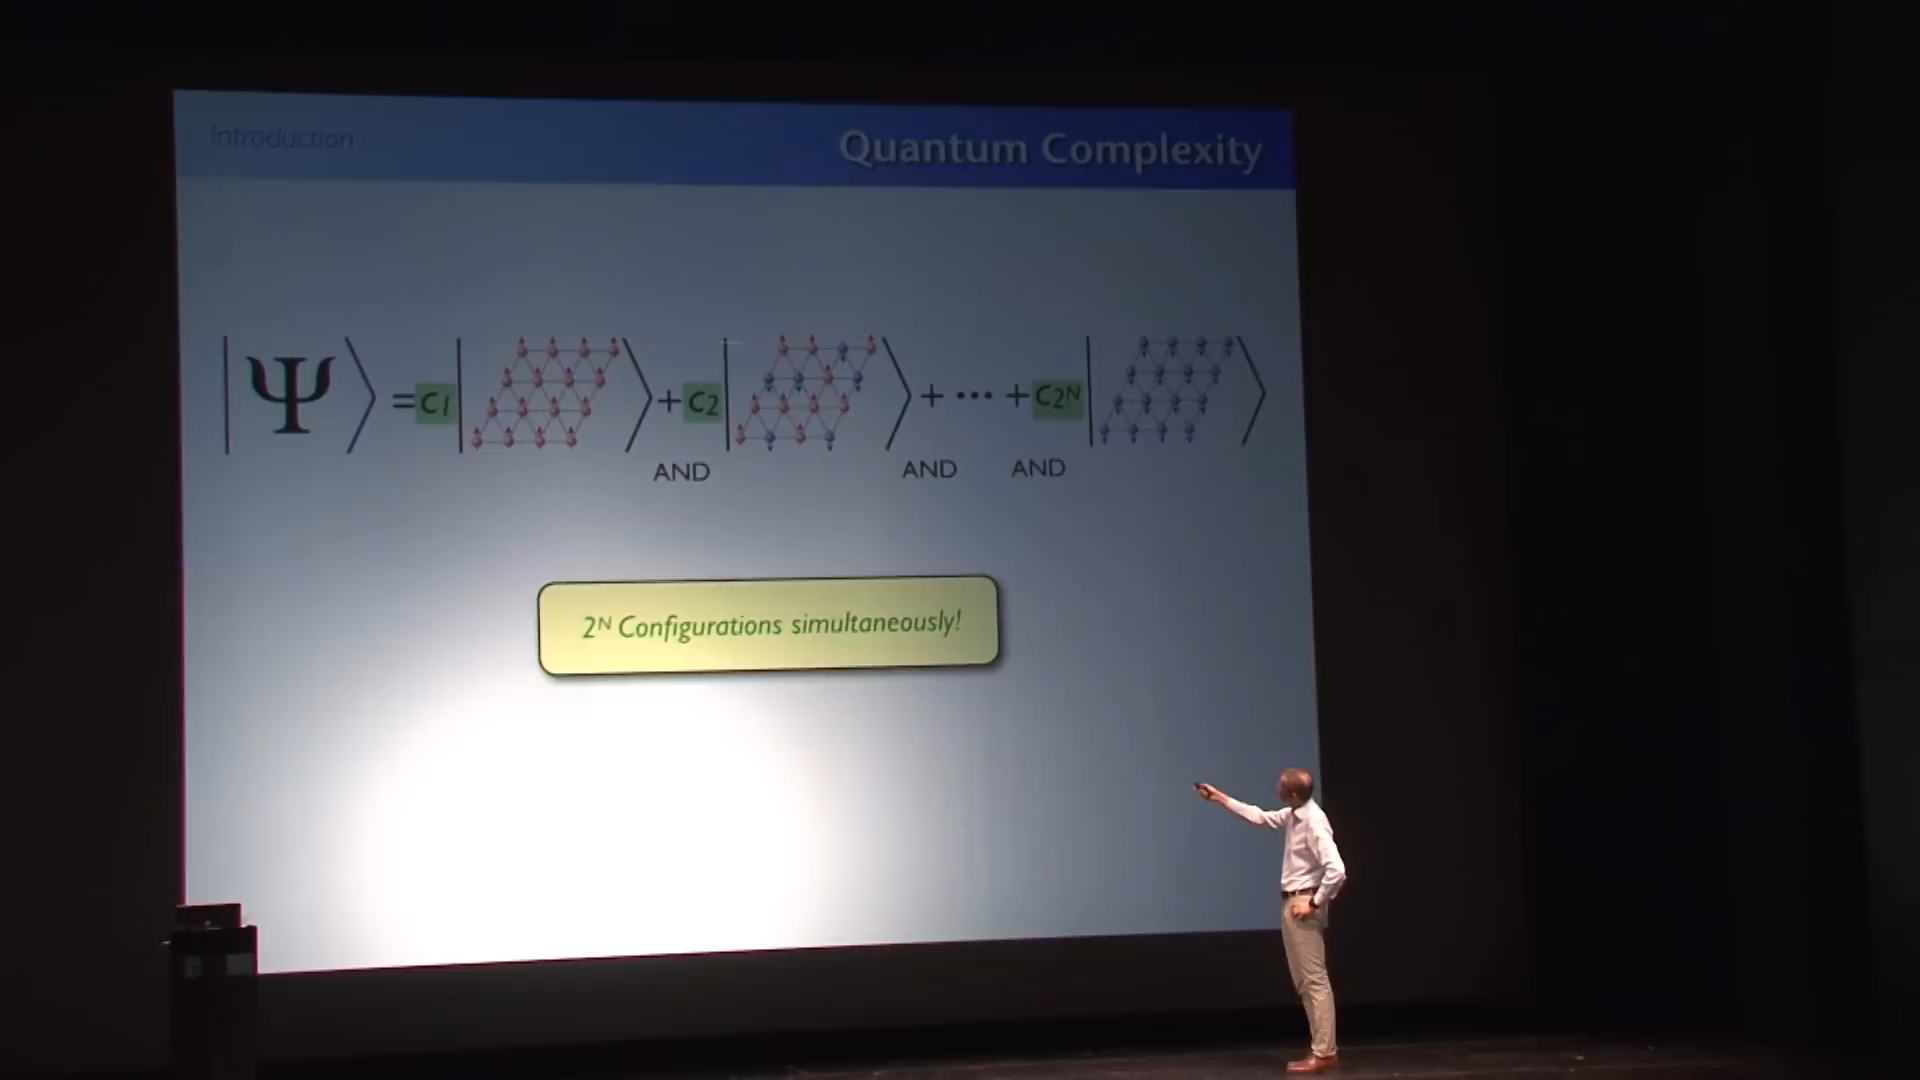 Introduction
Quantum Complexity
|Ψ⟩ = c₁| ⟩ + c₂| ⟩ + ··· + c₂ᴺ| ⟩
AND AND AND
2ᴺ Configurations simultaneously!